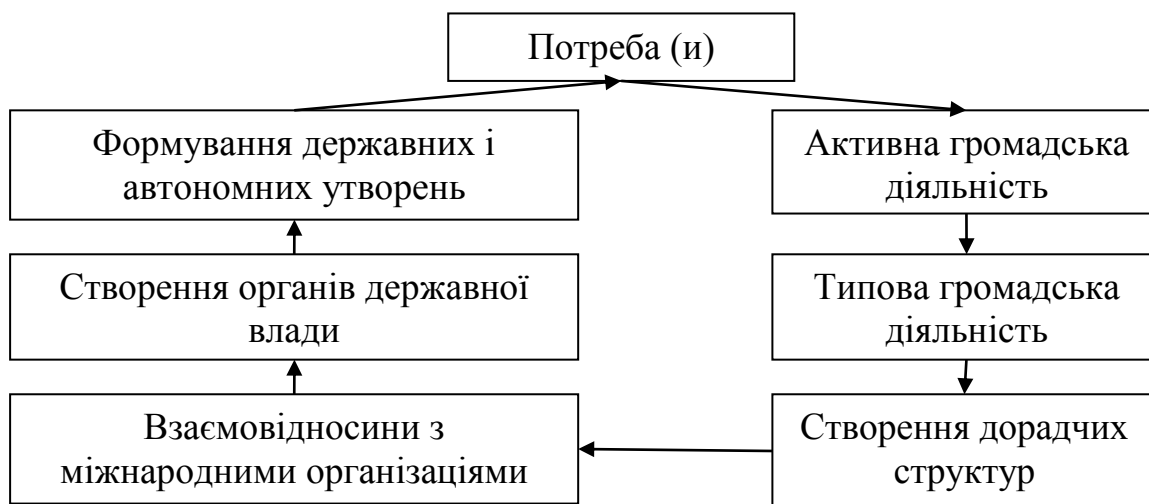 Потреба (и)
Формування державних і
автономних утворень
Активна громадська
діяльність
Створення органів державної
влади
Типова громадська
діяльність
Взаємовідносини з
міжнародними організаціями
Створення дорадчих
структур